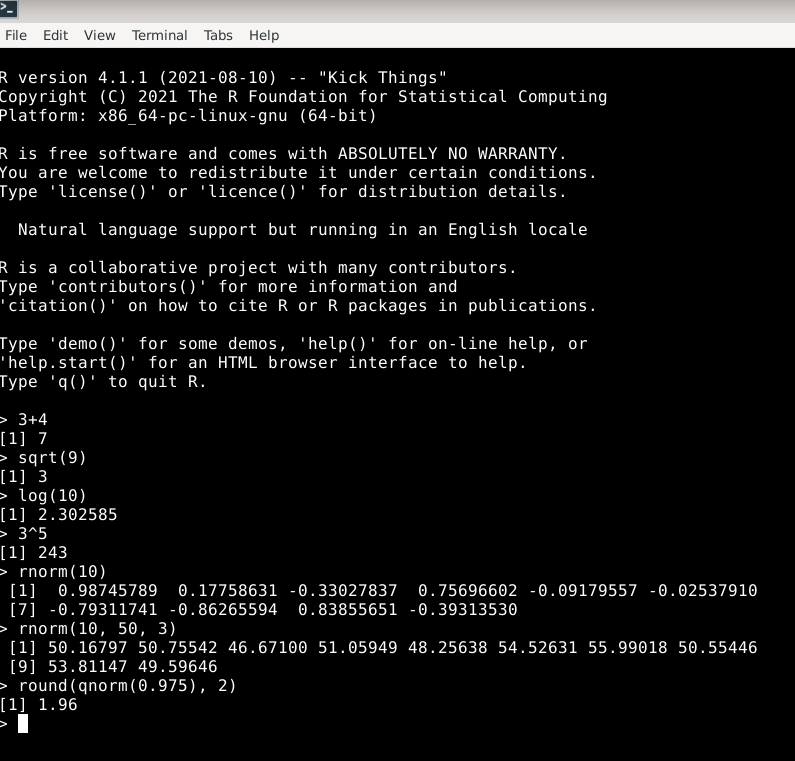 File Edit View Terminal Tabs Help
R version 4.1.1 (2021-08-10) -- "Kick Things"
Copyright (C) 2021 The R Foundation for Statistical Computing
Platform: x86_64-pc-linux-gnu (64-bit)
R is free software and comes with ABSOLUTELY NO WARRANTY.
You are welcome to redistribute it under certain conditions.
Type 'license()' or 'licence()' for distribution details.
Natural language support but running in an English locale
R is a collaborative project with many contributors.
Type 'contributors()' for more information and
'citation()' on how to cite R or R packages in publications.
Type 'demo()' for some demos, 'help()' for on-line help, or
'help.start()' for an HTML browser interface to help.
Type 'q()' to quit R.
> 3+4
[1] 7
> sqrt(9)
[1] 3
> log(10)
[1] 2.302585
> 3^5
[1] 243
> rnorm(10)
[1]  0.98745789  0.17758631 -0.33027837  0.75696602 -0.09179557 -0.02537910
[7] -0.79311741 -0.86265594  0.83855651 -0.39313530
> rnorm(10, 50, 3)
[1] 50.16797 50.75542 46.67100 51.05949 48.25638 54.52631 55.99018 50.55446
[9] 53.81147 49.59646
> round(qnorm(0.975), 2)
[1] 1.96
>